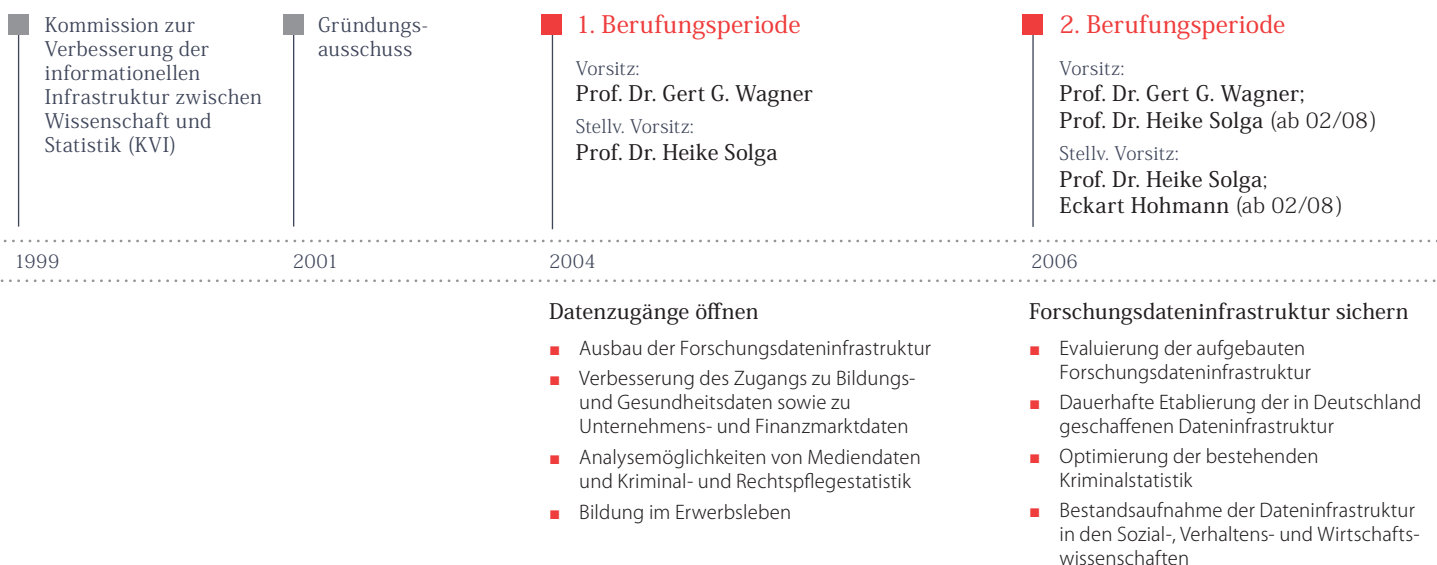 Kommission zur
Verbesserung der
informationellen
Infrastruktur zwischen
Wissenschaft und
Statistik (KVI)
Gründungs-
ausschuss
1. Berufungsperiode
Vorsitz:
Prof. Dr. Gert G. Wagner
Stellv. Vorsitz:
Prof. Dr. Heike Solga
2. Berufungsperiode
Vorsitz:
Prof. Dr. Gert G. Wagner;
Prof. Dr. Heike Solga (ab 02/08)
Stellv. Vorsitz:
Prof. Dr. Heike Solga;
Eckart Hohmann (ab 02/08)
1999
2001
2004
2006
Datenzugänge öffnen
Ausbau der Forschungsdateninfrastruktur
Verbesserung des Zugangs zu Bildungs-
und Gesundheitsdaten sowie zu
Unternehmens- und Finanzmarktdaten
Analysemöglichkeiten von Mediendaten
und Kriminal- und Rechtspflegestatistik
Bildung im Erwerbsleben
Forschungsdateninfrastruktur sichern
Evaluierung der aufgebauten
Forschungsdateninfrastruktur
Dauerhafte Etablierung der in Deutschland
geschaffenen Dateninfrastruktur
Optimierung der bestehenden
Kriminalstatistik
Bestandsaufnahme der Dateninfrastruktur
in den Sozial-, Verhaltens- und Wirtschafts-
wissenschaften